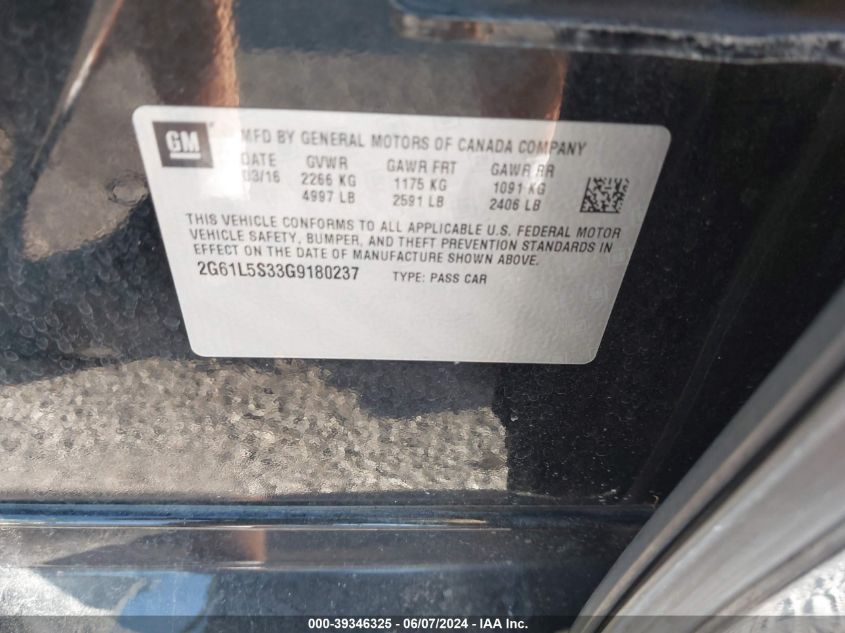 GM
MFD BY GENERAL MOTORS OF CANADA COMPANY
DATE GVWR GAWR FRT GAWR RR
03/16 2266 KG 1175 KG 1091 KG
4997 LB 2591 LB 2406 LB
THIS VEHICLE CONFORMS TO ALL APPLICABLE U.S. FEDERAL MOTOR
VEHICLE SAFETY, BUMPER, AND THEFT PREVENTION STANDARDS IN
EFFECT ON THE DATE OF MANUFACTURE SHOWN ABOVE.
2G61L5S33G9180237 TYPE: PASS CAR
000-39346325 - 06/07/2024 - IAA Inc.